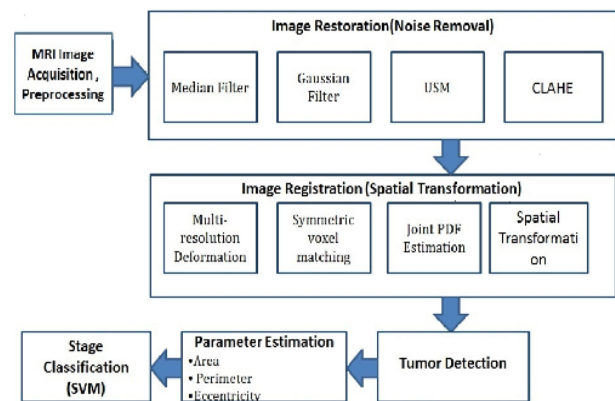 Image Restoration(Noise Removal)
MRI Image
Acquisition,
Preprocessing
Median Filter
Gaussian
Filter
USM
CLAHE
Image Registration (Spatial Transformation)
Multi-
resolution
Deformation
Symmetric
voxel
matching
Joint PDF
Estimation
Spatial
Transformati
on
Stage
Classification
(SVM)
Parameter Estimation
•Area
• Perimeter
•Eccentricity
Tumor Detection